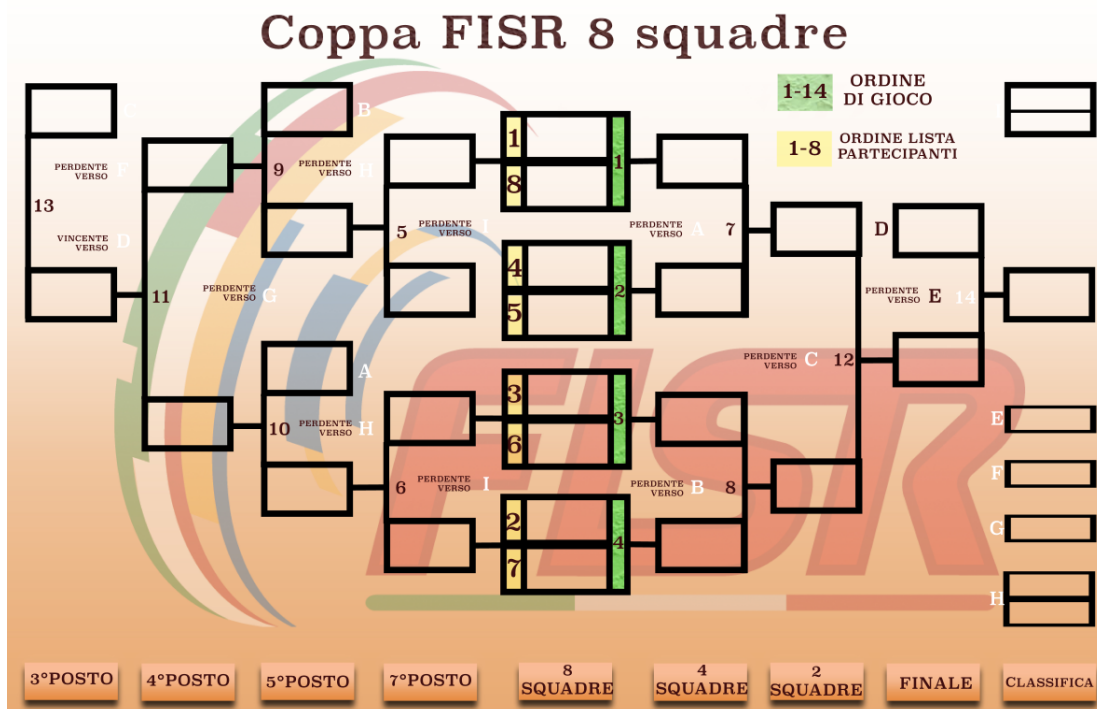 Coppa FISR 8 squadre
1-14 ORDINE
DI GIOCO
1-8 ORDINE LISTA
PARTECIPANTI
C
PERDENTE
VERSO F
13
VINCENTE
VERSO D
11
PERDENTE
VERSO G
B
9
PERDENTE
VERSO H
A
10
PERDENTE
VERSO H
5
PERDENTE
VERSO I
6
PERDENTE
VERSO I
1
8
1
4
5
2
3
6
3
2
7
4
PERDENTE
VERSO A
7
PERDENTE
VERSO B
8
PERDENTE
VERSO C
12
D
PERDENTE
VERSO E
14
E
F
G
H
FISR
3°POSTO
4°POSTO
5°POSTO
7°POSTO
8
SQUADRE
4
SQUADRE
2
SQUADRE
FINALE
CLASSIFICA